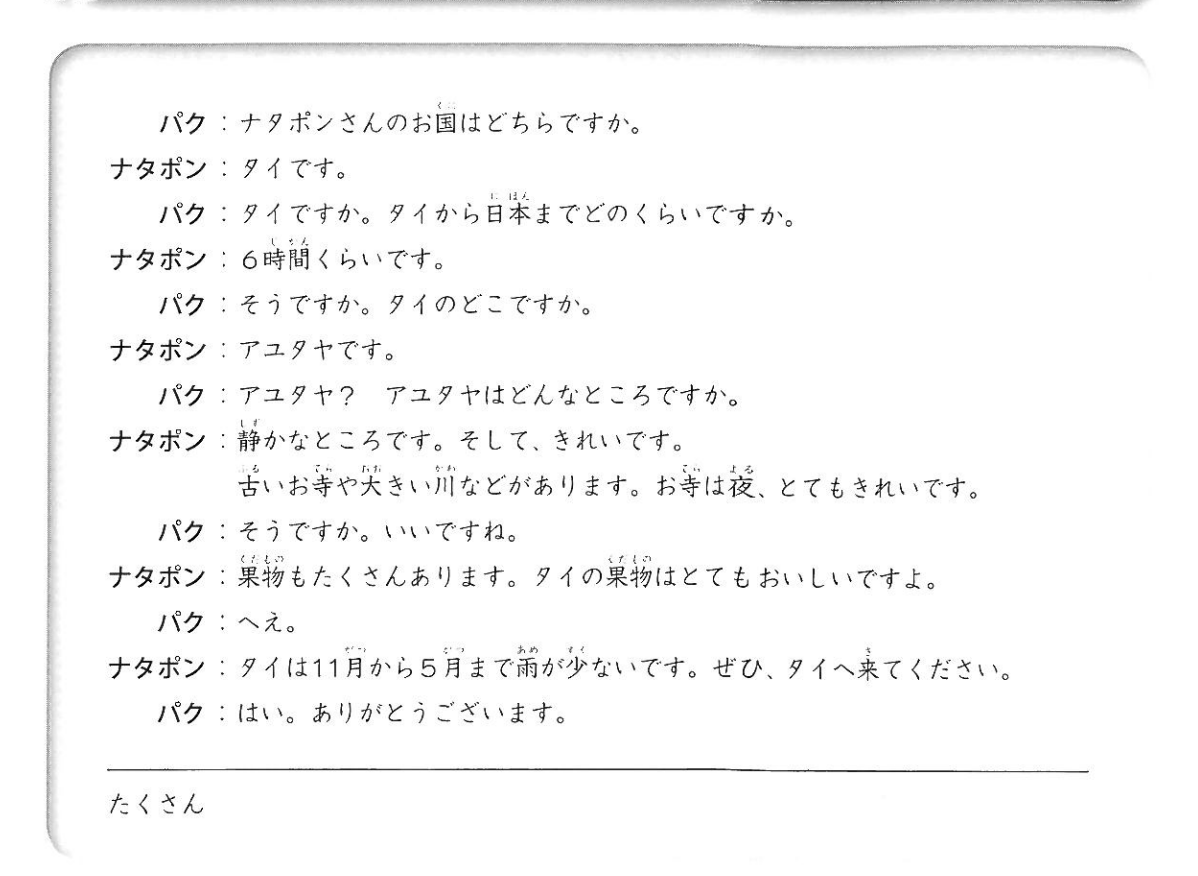 パク：ナタポンさんのお国はどちらですか。
ナタポン：タイです。
パク：タイですか。タイから日本までどのくらいですか。
ナタポン：6時間くらいです。
パク：そうですか。タイのどこですか。
ナタポン：アユタヤです。
パク：アユタヤ？　アユタヤはどんなところですか。
ナタポン：静かなところです。そして、きれいです。
古いお寺や大きい川などがあります。お寺は夜、とてもきれいです。
パク：そうですか。いいですね。
ナタポン：果物もたくさんあります。タイの果物はとてもおいしいですよ。
パク：へえ。
ナタポン：タイは11月から5月まで雨が少ないです。ぜひ、タイへ来てください。
パク：はい。ありがとうございます。
たくさん